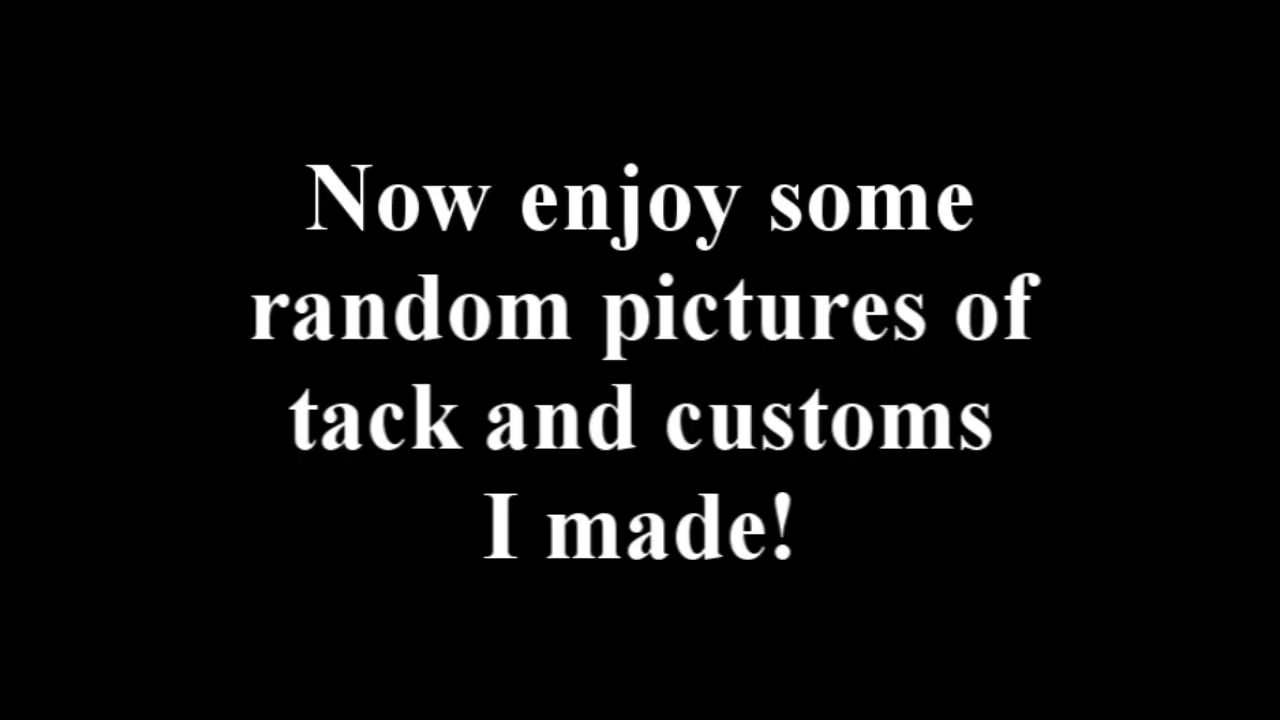 Now enjoy some
random pictures of
tack and customs
I made!